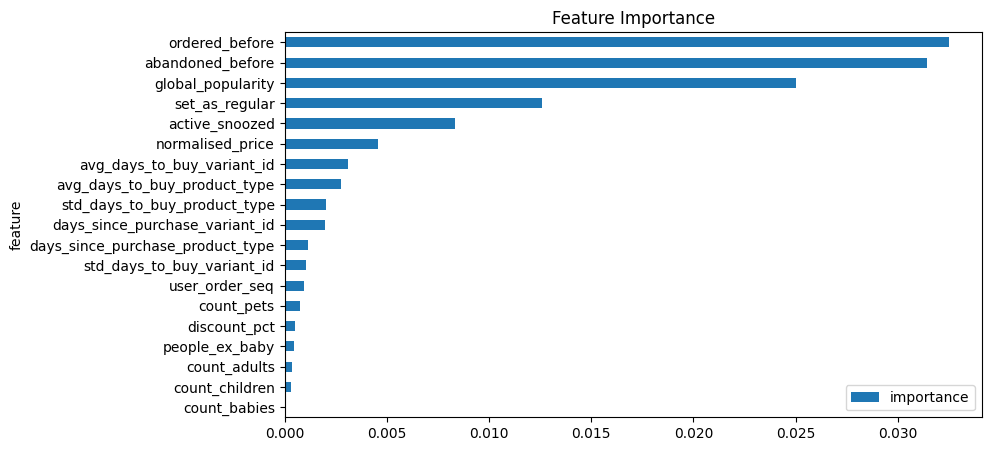 Feature Importance
feature
ordered_before
abandoned_before
global_popularity
set_as_regular
active_snoozed
normalised_price
avg_days_to_buy_variant_id
avg_days_to_buy_product_type
std_days_to_buy_product_type
days_since_purchase_variant_id
days_since_purchase_product_type
std_days_to_buy_variant_id
user_order_seq
count_pets
discount_pct
people_ex_baby
count_adults
count_children
count_babies
importance
0.000 0.005 0.010 0.015 0.020 0.025 0.030